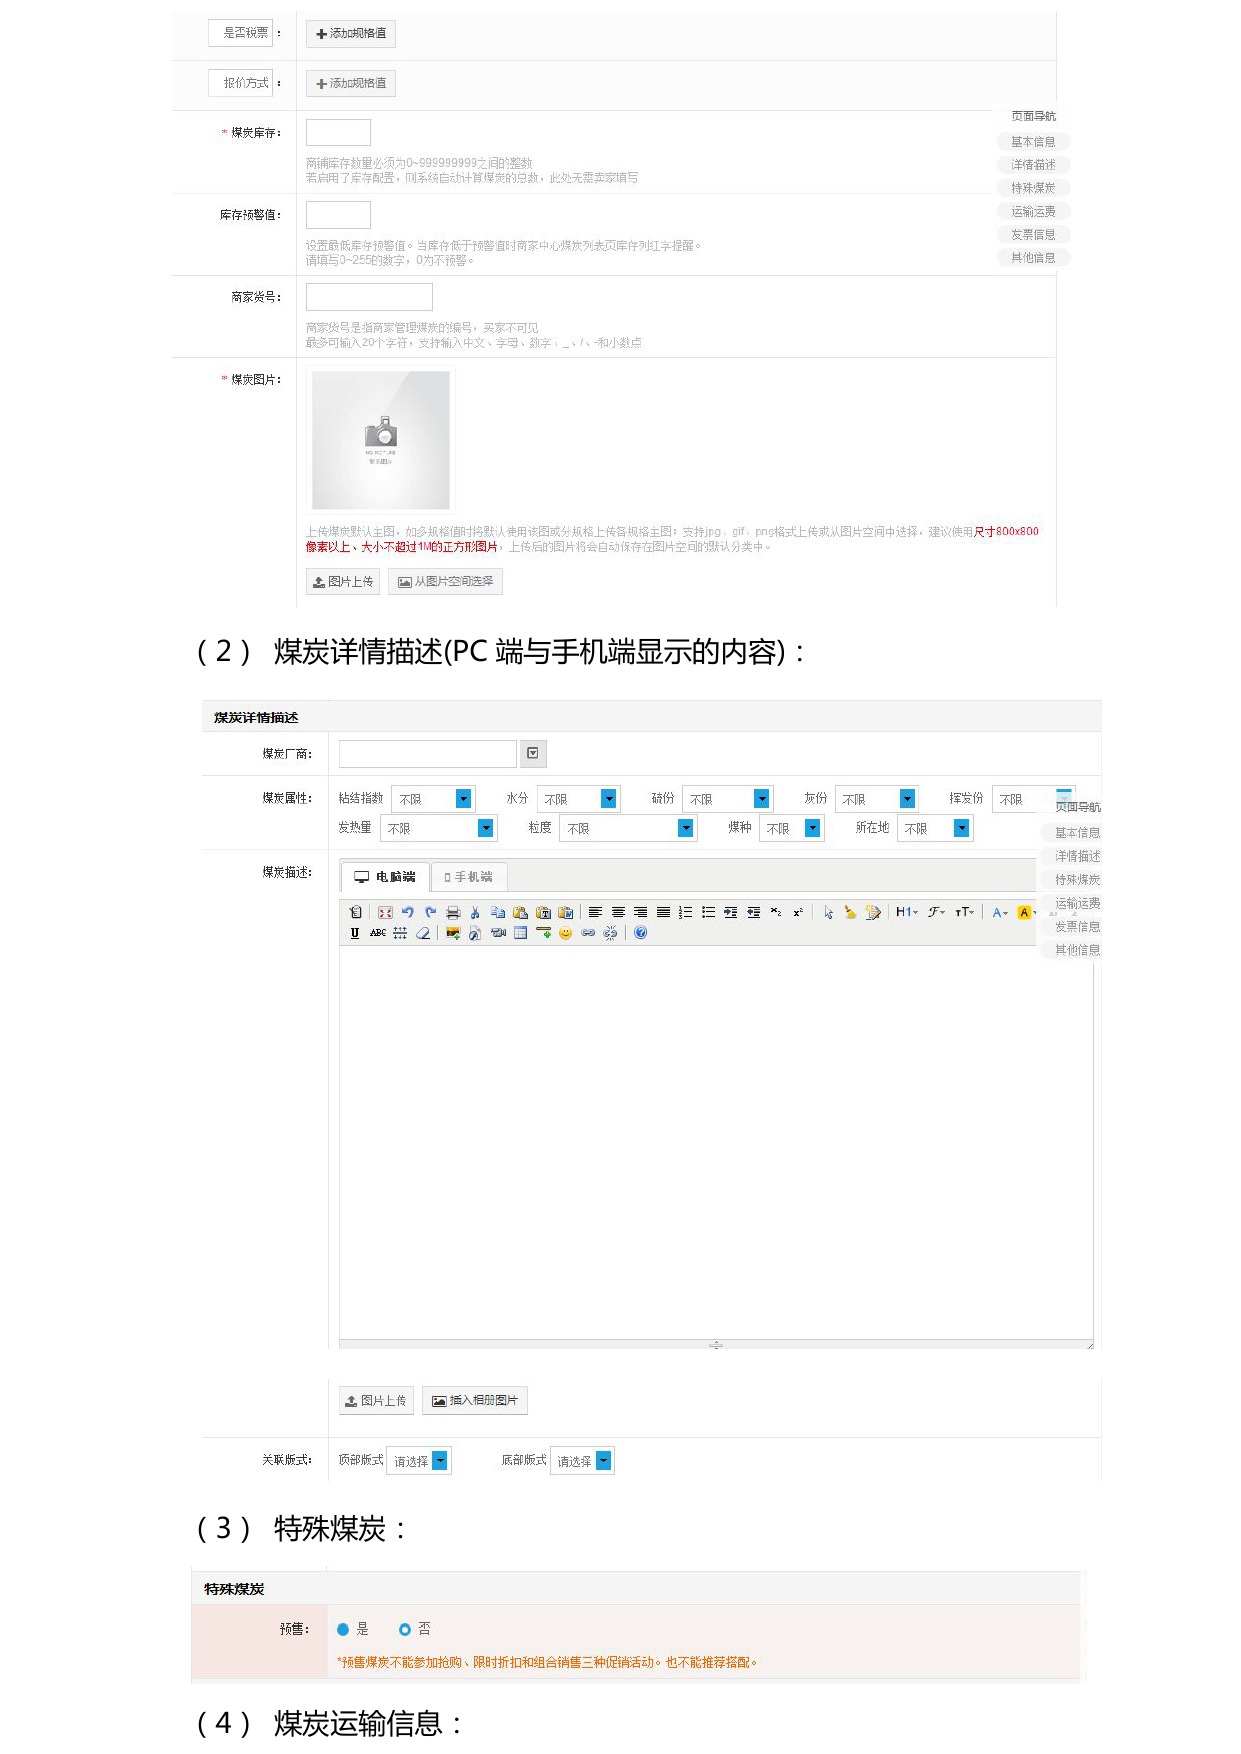 是否税票 ： 添加规格值
报价方式 ： 添加规格值
* 煤炭库存：
商铺库存数量必须为0~999999999之间的整数
若启用了库存配置，则系统自动计算煤炭的总数，此处无需卖家填写
库存预警值：
设置最低库存预警值。当库存低于预警值时商家中心煤炭列表页库存列红字提醒。
请填写0~255的数字，0为不预警。
商家货号：
商家货号是指商家管理煤炭的编号，买家不可见
最多可输入20个字符，支持输入中文、字母、数字、_、/、-和小数点
页面导航
基本信息
详情描述
特殊煤炭
运输运费
发票信息
其他信息
* 煤炭图片：
暂无图片
上传煤炭默认主图，如多规格值时将默认使用该图或分规格上传各规格主图；支持jpg、gif、png格式上传或从图片空间中选择，建议使用尺寸800x800
像素以上、大小不超过1M的正方形图片，上传后的图片将会自动保存在图片空间的默认分类中。
图片上传 从图片空间选择
（2） 煤炭详情描述(PC 端与手机端显示的内容)：
煤炭详情描述
煤炭厂商：
煤炭属性： 粘结指数 不限 水分 不限 硫份 不限 灰份 不限 挥发份 不限
发热量 不限 粒度 不限 煤种 不限 所在地 不限
煤炭描述： 电脑端 手机端
页面导航
基本信息
详情描述
特殊煤炭
运输运费
发票信息
其他信息
图片上传 插入相册图片
关联版式： 顶部版式 请选择 底部版式 请选择
（3） 特殊煤炭：
特殊煤炭
预售： 是 否
*预售煤炭不能参加抢购、限时折扣和组合销售三种促销活动。也不能推荐搭配。
（4） 煤炭运输信息：